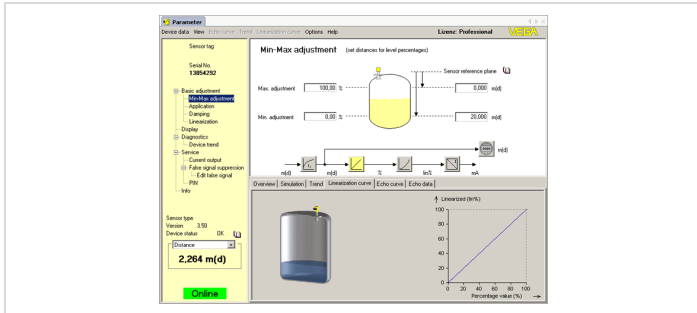 Parameter
Device data View Echo curve Trend Linearization curve Options Help
Lizenz: Professional
VEGA
Sensor tag
Serial No.
13854292
Basic adjustment
Min-Max adjustment
Application
Damping
Linearization
Display
Diagnostics
Device trend
Service
Current output
False signal suppression
Edit false signal
PIN
Info
Sensor type
Version 3.50
Device status OK
Distance
2,264 m(d)
Online
Min-Max adjustment (set distances for level percentages)
Sensor reference plane
Max. adjustment 100,00 % 0,000 m(d)
Min. adjustment 0,00 % 20,000 m(d)
m(d)
m(d) m(d) % lin% mA
Overview Simulation Trend Linearization curve Echo curve Echo data
Linearized (lin%)
100
80
60
40
20
0
0 20 40 60 80 100
Percentage value (%)